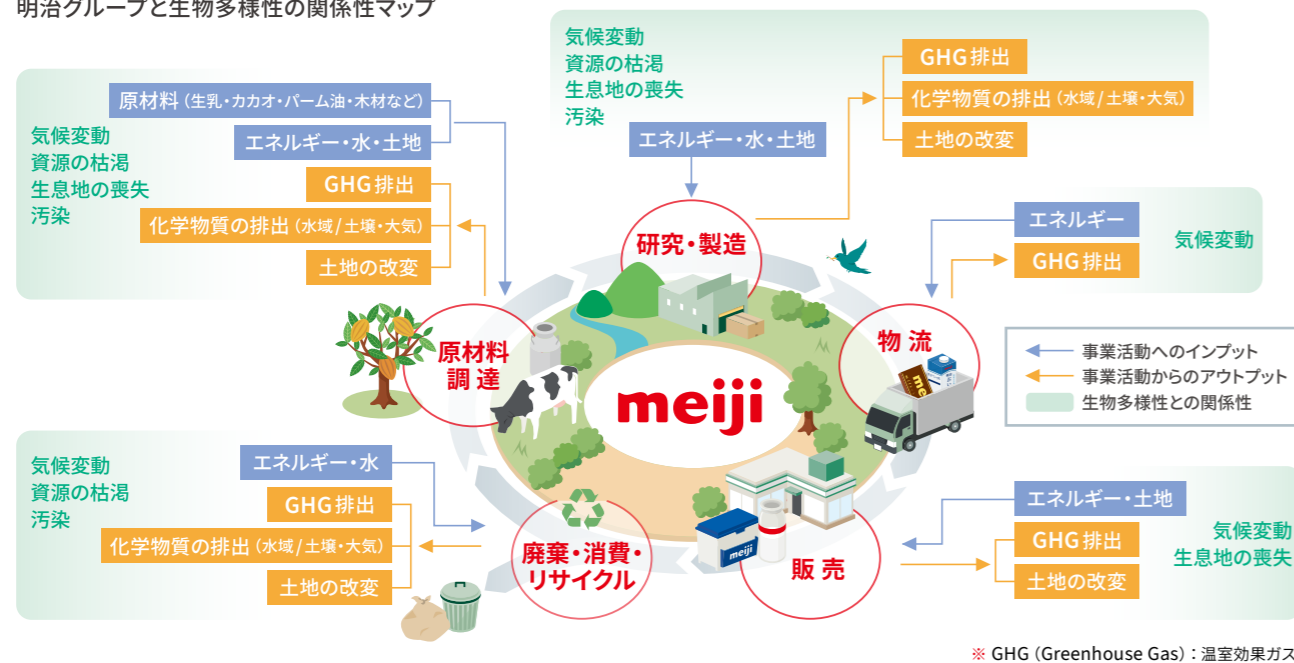 明治グループと生物多様性の関係性マップ
気候変動
資源の枯渇
生息地の喪失
汚染
原材料（生乳・カカオ・パーム油・木材など）
エネルギー・水・土地
GHG排出
化学物質の排出（水域/土壌・大気）
土地の改変
原材料
調達
気候変動
資源の枯渇
生息地の喪失
汚染
エネルギー・水・土地
GHG排出
化学物質の排出（水域/土壌・大気）
土地の改変
研究・製造
エネルギー
GHG排出
気候変動
物流
事業活動へのインプット
事業活動からのアウトプット
生物多様性との関係性
meiji
エネルギー・土地
GHG排出
土地の改変
気候変動
生息地の喪失
meiji
販売
気候変動
資源の枯渇
汚染
エネルギー・水
GHG排出
化学物質の排出（水域/土壌・大気）
土地の改変
廃棄・消費・
リサイクル
※ GHG（Greenhouse Gas）：温室効果ガス